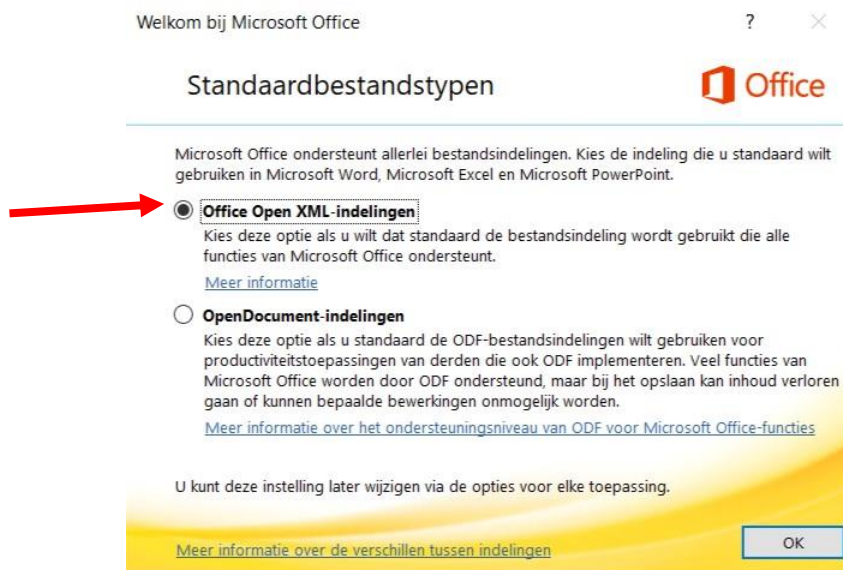 Welkom bij Microsoft Office
?
Standaardbestandstypen
Office
Microsoft Office ondersteunt allerlei bestandsindelingen. Kies de indeling die u standaard wilt
gebruiken in Microsoft Word, Microsoft Excel en Microsoft PowerPoint.
Office Open XML-indelingen
Kies deze optie als u wilt dat standaard de bestandsindeling wordt gebruikt die alle
functies van Microsoft Office ondersteunt.
Meer informatie
OpenDocument-indelingen
Kies deze optie als u standaard de ODF-bestandsindelingen wilt gebruiken voor
productiviteitstoepassingen van derden die ook ODF implementeren. Veel functies van
Microsoft Office worden door ODF ondersteund, maar bij het opslaan kan inhoud verloren
gaan of kunnen bepaalde bewerkingen onmogelijk worden.
Meer informatie over het ondersteuningsniveau van ODF voor Microsoft Office-functies
U kunt deze instelling later wijzigen via de opties voor elke toepassing.
Meer informatie over de verschillen tussen indelingen
OK